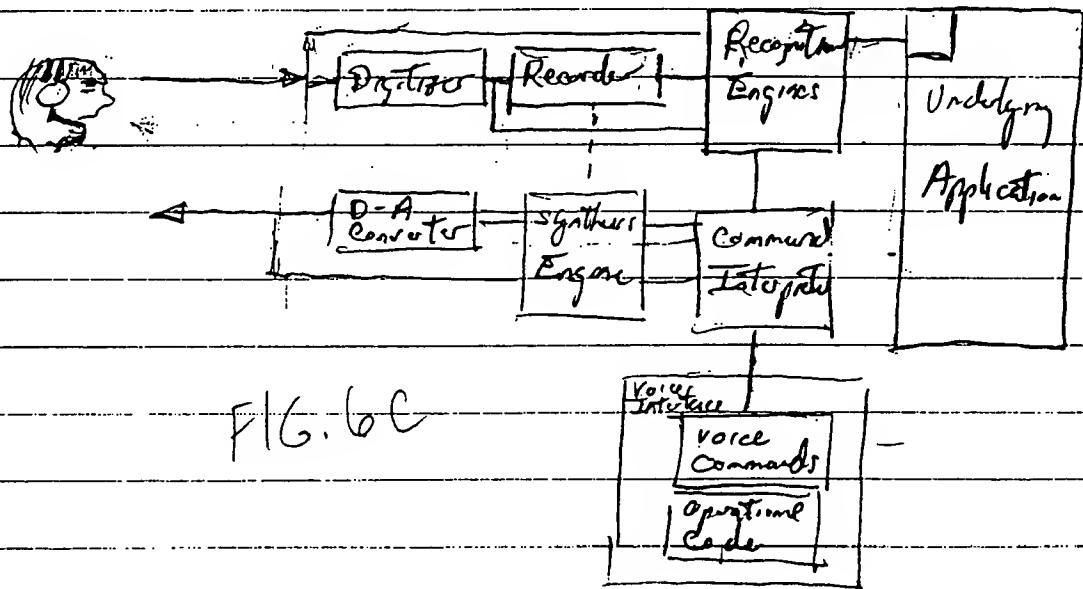 Digitizer
Recorder
Recognition
Engines
Underlying
Application
D-A
Converter
Synthesis
Engine
Command
Interpreter
FIG. 6C
Voice
Interface
Voice
Commands
Operational
Code